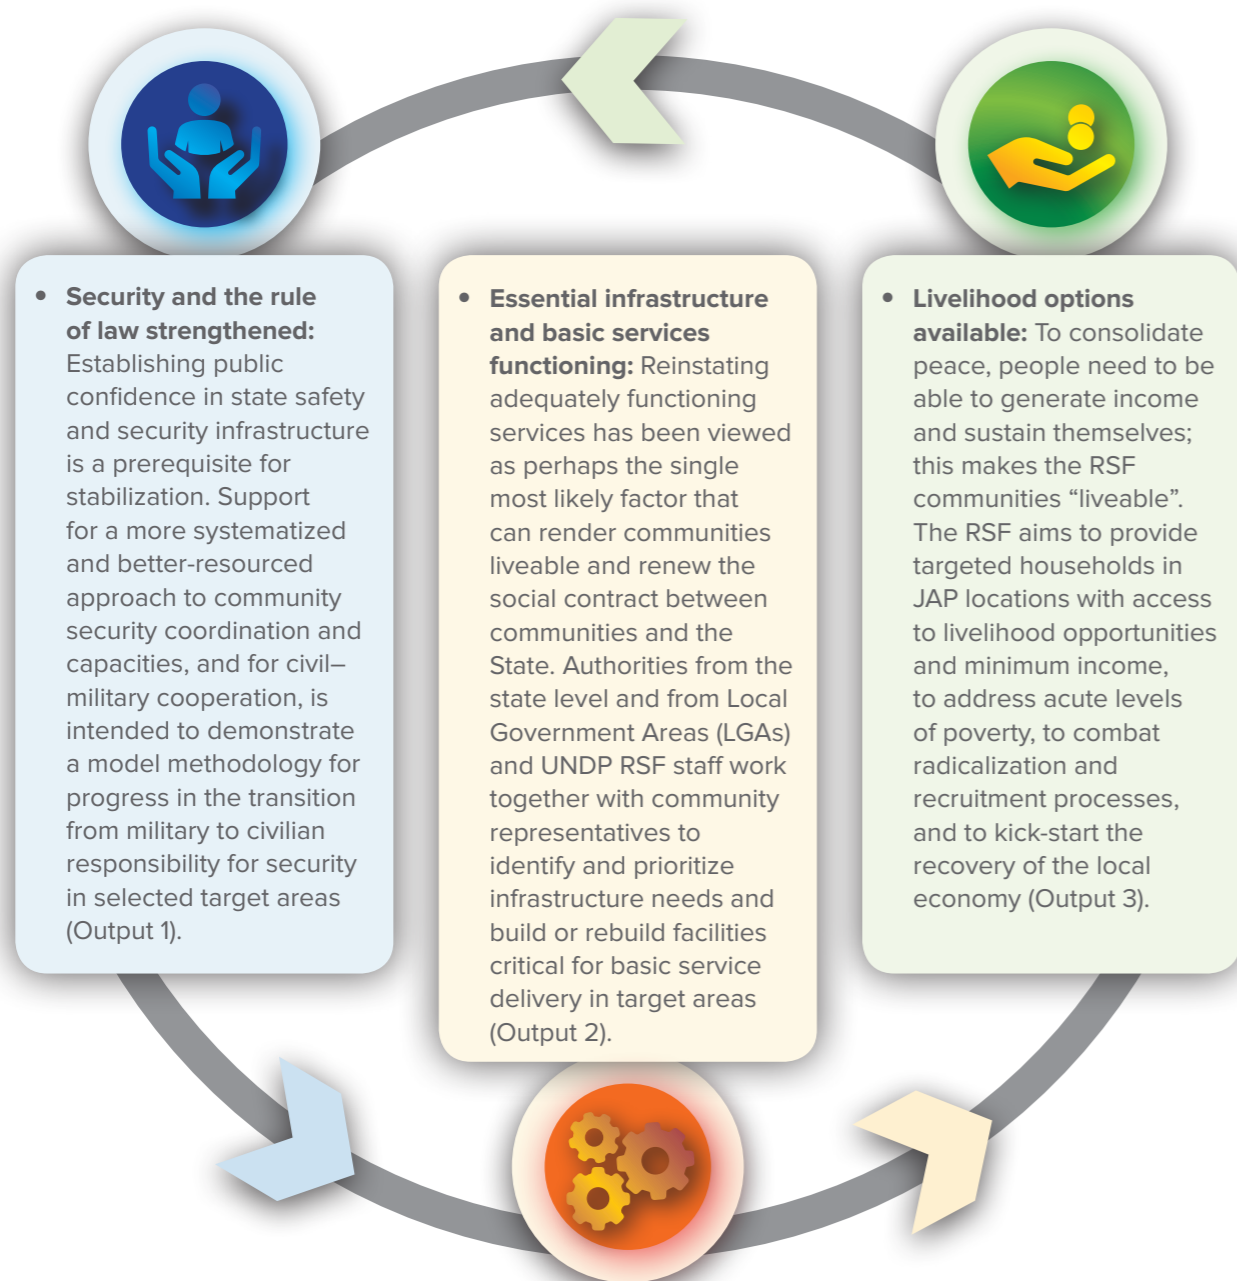 • Security and the rule
of law strengthened:
Establishing public
confidence in state safety
and security infrastructure
is a prerequisite for
stabilization. Support
for a more systematized
and better-resourced
approach to community
security coordination and
capacities, and for civil–
military cooperation, is
intended to demonstrate
a model methodology for
progress in the transition
from military to civilian
responsibility for security
in selected target areas
(Output 1).
• Essential infrastructure
and basic services
functioning: Reinstating
adequately functioning
services has been viewed
as perhaps the single
most likely factor that
can render communities
liveable and renew the
social contract between
communities and the
State. Authorities from the
state level and from Local
Government Areas (LGAs)
and UNDP RSF staff work
together with community
representatives to
identify and prioritize
infrastructure needs and
build or rebuild facilities
critical for basic service
delivery in target areas
(Output 2).
• Livelihood options
available: To consolidate
peace, people need to be
able to generate income
and sustain themselves;
this makes the RSF
communities “liveable”.
The RSF aims to provide
targeted households in
JAP locations with access
to livelihood opportunities
and minimum income,
to address acute levels
of poverty, to combat
radicalization and
recruitment processes,
and to kick-start the
recovery of the local
economy (Output 3).